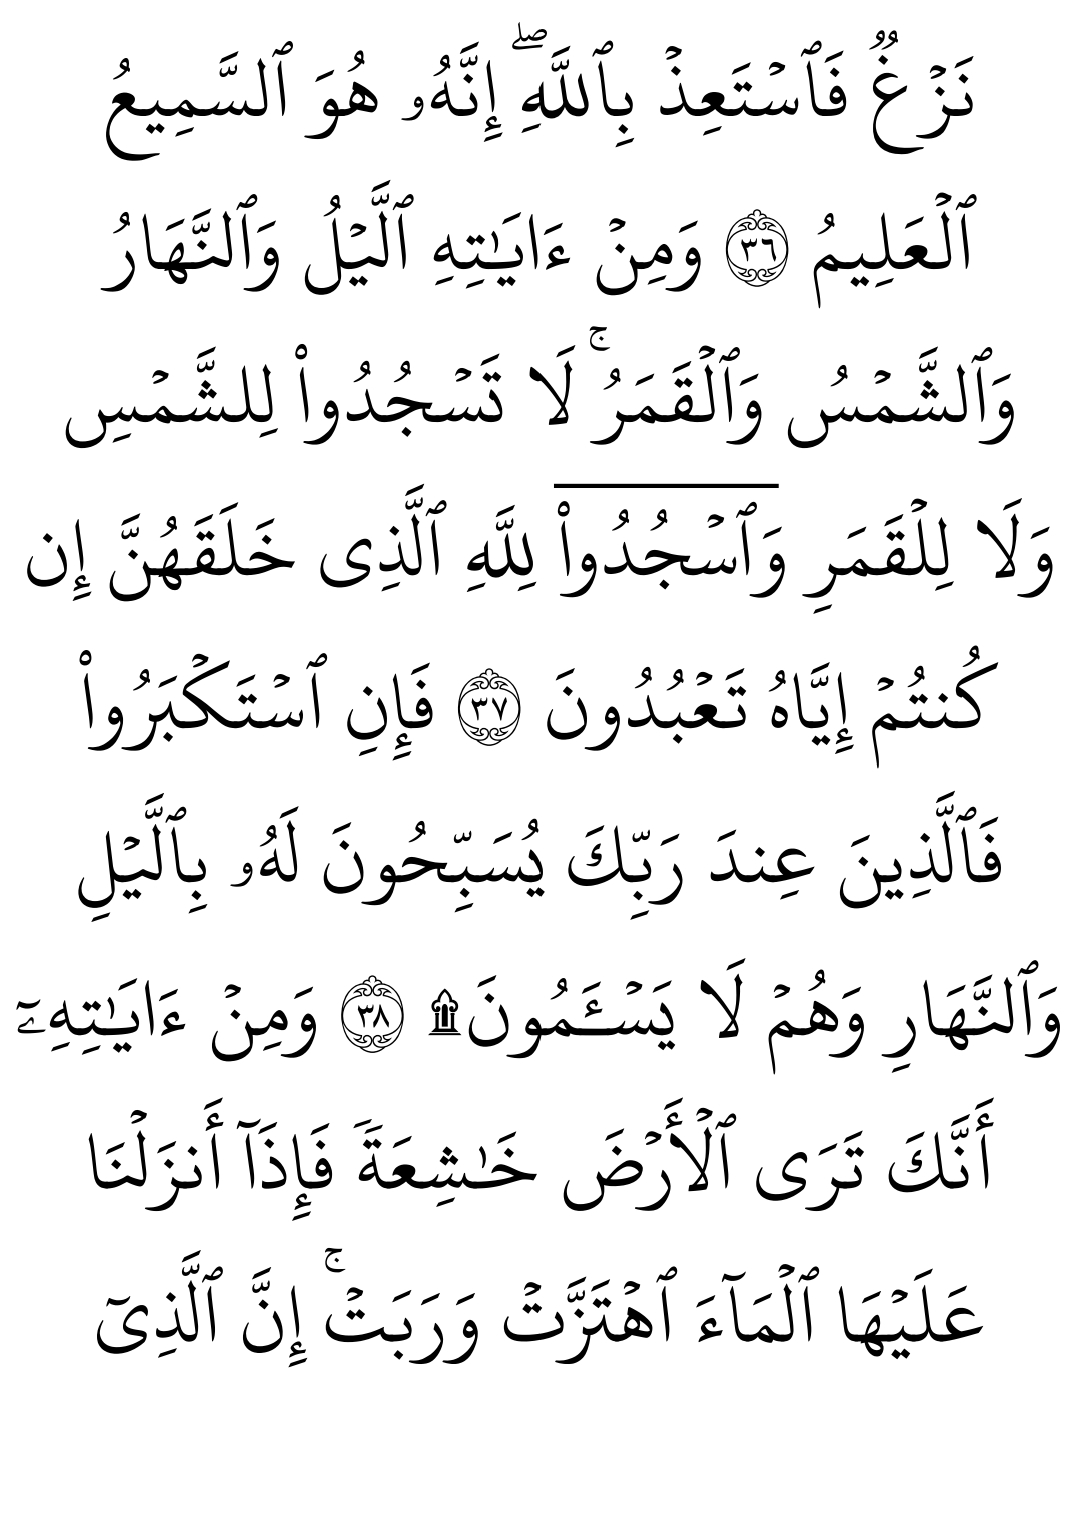 نَزۡغٞ فَٱسۡتَعِذۡ بِٱللَّهِۖ إِنَّهُۥ هُوَ ٱلسَّمِيعُ
ٱلۡعَلِيمُ ٣٦ وَمِنۡ ءَايَٰتِهِ ٱلَّيۡلُ وَٱلنَّهَارُ
وَٱلشَّمۡسُ وَٱلۡقَمَرُۚ لَا تَسۡجُدُواْ لِلشَّمۡسِ
وَلَا لِلۡقَمَرِ وَٱسۡجُدُواْۤ لِلَّهِ ٱلَّذِي خَلَقَهُنَّ إِن
كُنتُمۡ إِيَّاهُ تَعۡبُدُونَ ٣٧ فَإِنِ ٱسۡتَكۡبَرُواْ
فَٱلَّذِينَ عِندَ رَبِّكَ يُسَبِّحُونَ لَهُۥ بِٱلَّيۡلِ
وَٱلنَّهَارِ وَهُمۡ لَا يَسۡـَٔمُونَ۩ ٣٨ وَمِنۡ ءَايَٰتِهِۦٓ
أَنَّكَ تَرَى ٱلۡأَرۡضَ خَٰشِعَةٗ فَإِذَآ أَنزَلۡنَا
عَلَيۡهَا ٱلۡمَآءَ ٱهۡتَزَّتۡ وَرَبَتۡۚ إِنَّ ٱلَّذِيٓ